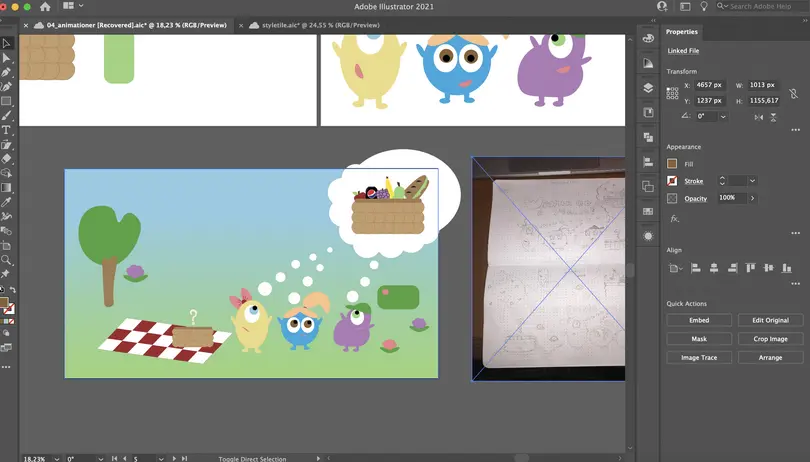 Adobe Illustrator 2021
Search Adobe Help
04_animationer [Recovered].aic* @ 18,23 % (RGB/Preview)
styletile.aic* @ 24,55 % (RGB/Preview)
Properties
Linked File
Transform
X: 4657 px W: 1013 px
Y: 1237 px H: 1155,617
0°
Appearance
Fill
Stroke
Opacity 100%
fx.
Align
Quick Actions
Embed Edit Original
Mask Crop Image
Image Trace Arrange
?
18,23% 0° 5 Toggle Direct Selection